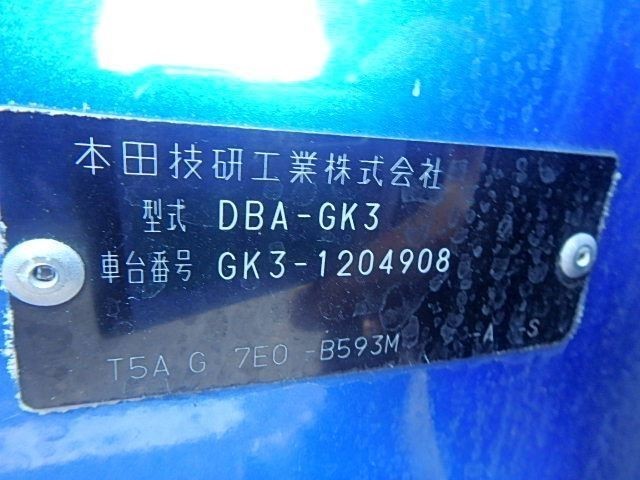 本田技研工業株式会社
型式 DBA-GK3
車台番号 GK3-1204908
T5A G 7E0 -B593M -A -S